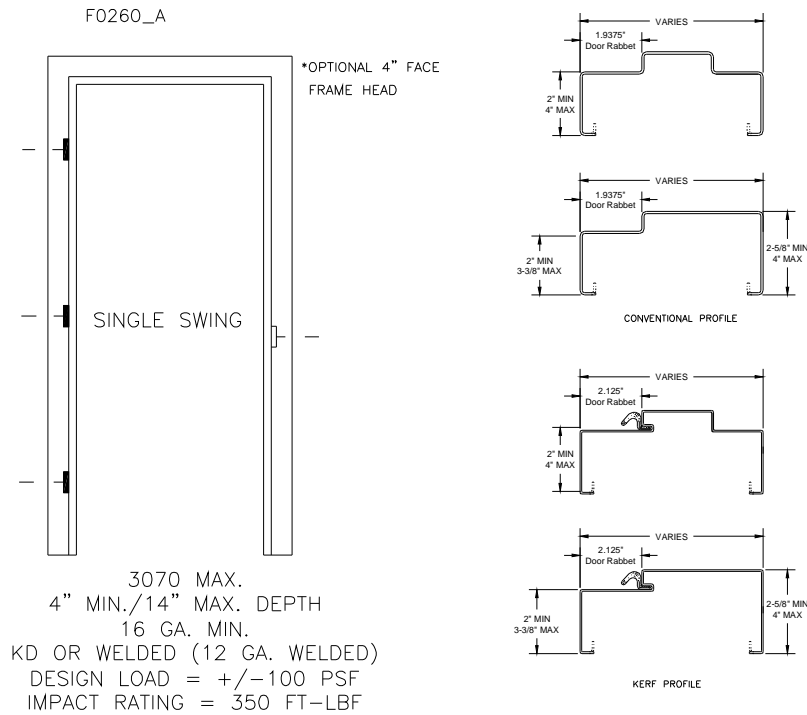 F0260_A
*OPTIONAL 4” FACE
FRAME HEAD
SINGLE SWING
3070 MAX.
4” MIN./14” MAX. DEPTH
16 GA. MIN.
KD OR WELDED (12 GA. WELDED)
DESIGN LOAD = +/−100 PSF
IMPACT RATING = 350 FT−LBF
VARIES
1.9375"
Door Rabbet
2" MIN
4" MAX
VARIES
1.9375"
Door Rabbet
2" MIN
3-3/8" MAX
2-5/8" MIN
4" MAX
CONVENTIONAL PROFILE
VARIES
2.125"
Door Rabbet
2" MIN
4" MAX
VARIES
2.125"
Door Rabbet
2" MIN
3-3/8" MAX
2-5/8" MIN
4" MAX
KERF PROFILE